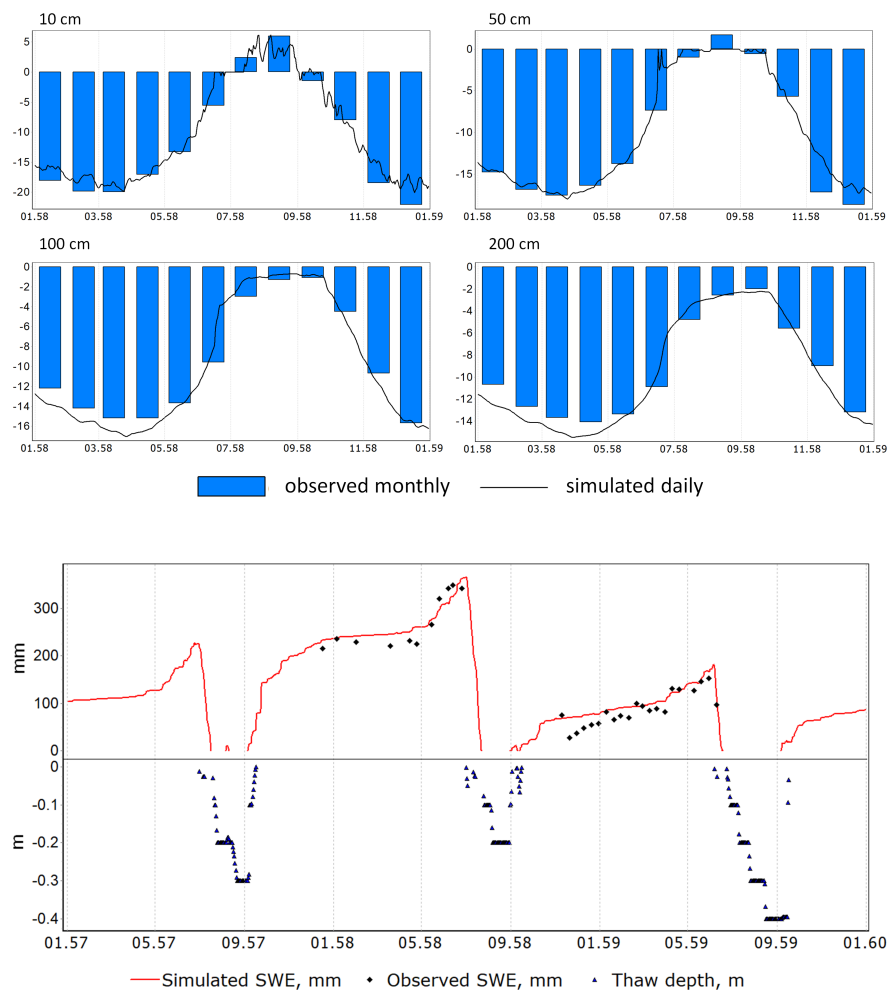 10 cm
50 cm
5
0
-5
-10
-15
-20
01.58 03.58 05.58 07.58 09.58 11.58 01.59
0
-5
-10
-15
01.58 03.58 05.58 07.58 09.58 11.58 01.59
100 cm
200 cm
0
-2
-4
-6
-8
-10
-12
-14
-16
01.58 03.58 05.58 07.58 09.58 11.58 01.59
0
-2
-4
-6
-8
-10
-12
-14
01.58 03.58 05.58 07.58 09.58 11.58 01.59
observed monthly simulated daily
mm
300
200
100
0
m
0
-0.1
-0.2
-0.3
-0.4
01.57 05.57 09.57 01.58 05.58 09.58 01.59 05.59 09.59 01.60
Simulated SWE, mm Observed SWE, mm Thaw depth, m